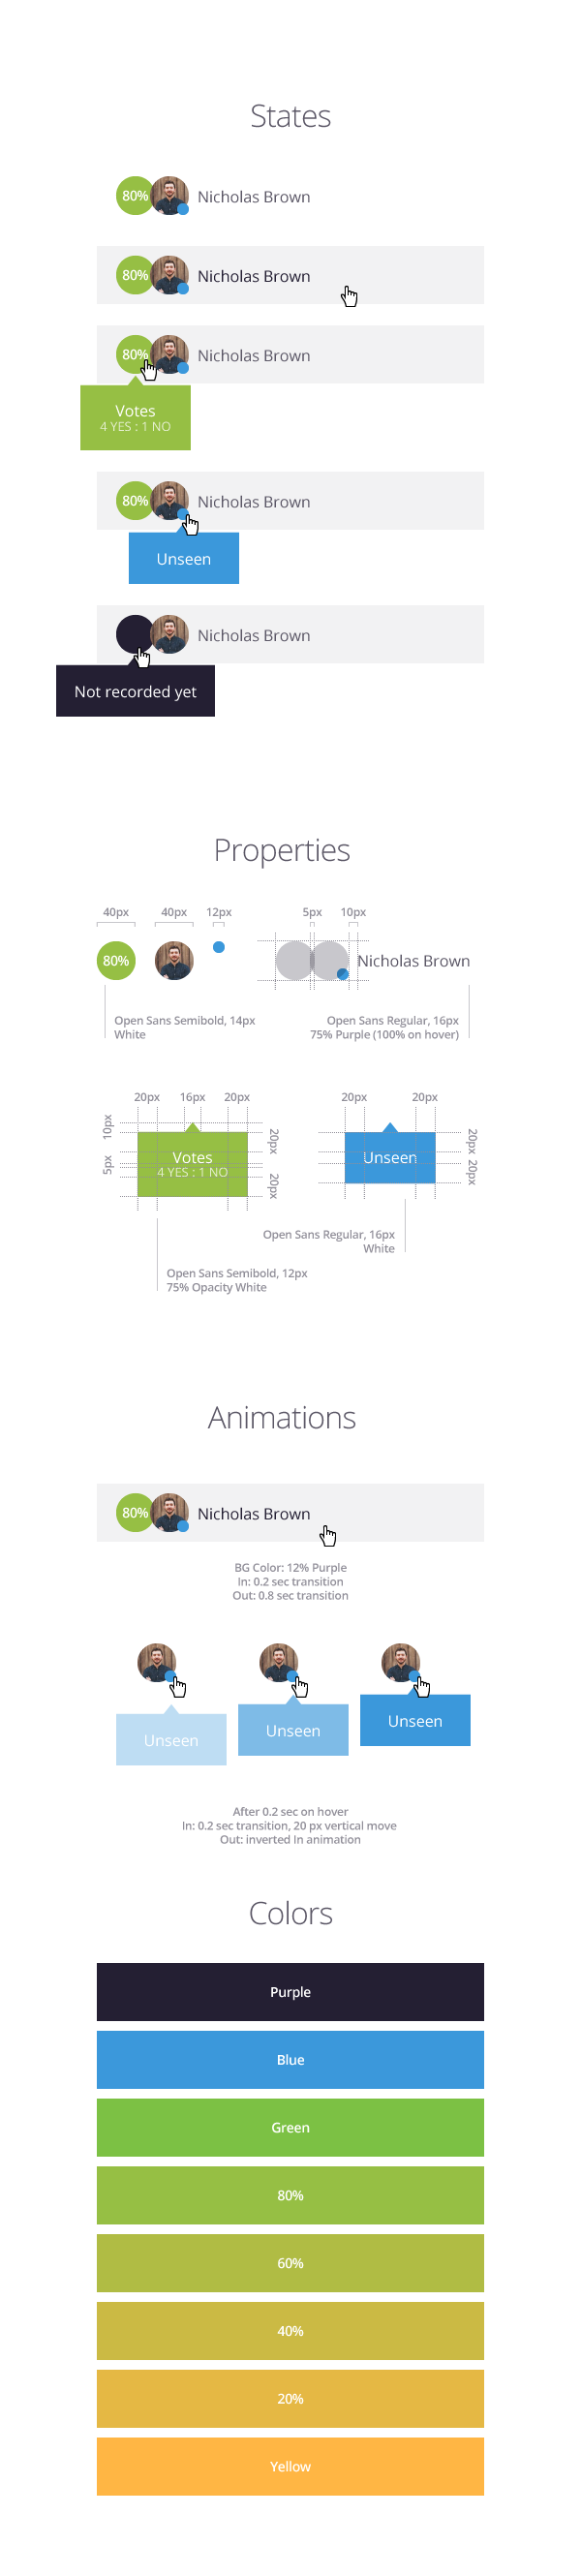 States
80% Nicholas Brown
80% Nicholas Brown
80% Nicholas Brown
Votes
4 YES : 1 NO
80% Nicholas Brown
Unseen
Nicholas Brown
Not recorded yet
Properties
40px 40px 12px 5px 10px
80% Nicholas Brown
Open Sans Semibold, 14px
White
Open Sans Regular, 16px
75% Purple (100% on hover)
20px 16px 20px 20px 20px
10px
5px
20px
20px
20px
20px
Votes
4 YES : 1 NO
Unseen
Open Sans Regular, 16px
White
Open Sans Semibold, 12px
75% Opacity White
Animations
80% Nicholas Brown
BG Color: 12% Purple
In: 0.2 sec transition
Out: 0.8 sec transition
Unseen Unseen Unseen
After 0.2 sec on hover
In: 0.2 sec transition, 20 px vertical move
Out: inverted In animation
Colors
Purple
Blue
Green
80%
60%
40%
20%
Yellow